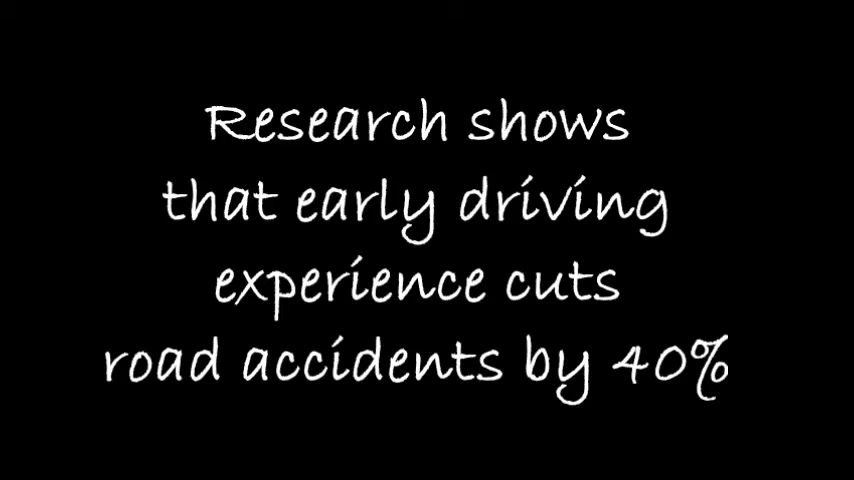 Research shows
that early driving
experience cuts
road accidents by 40%